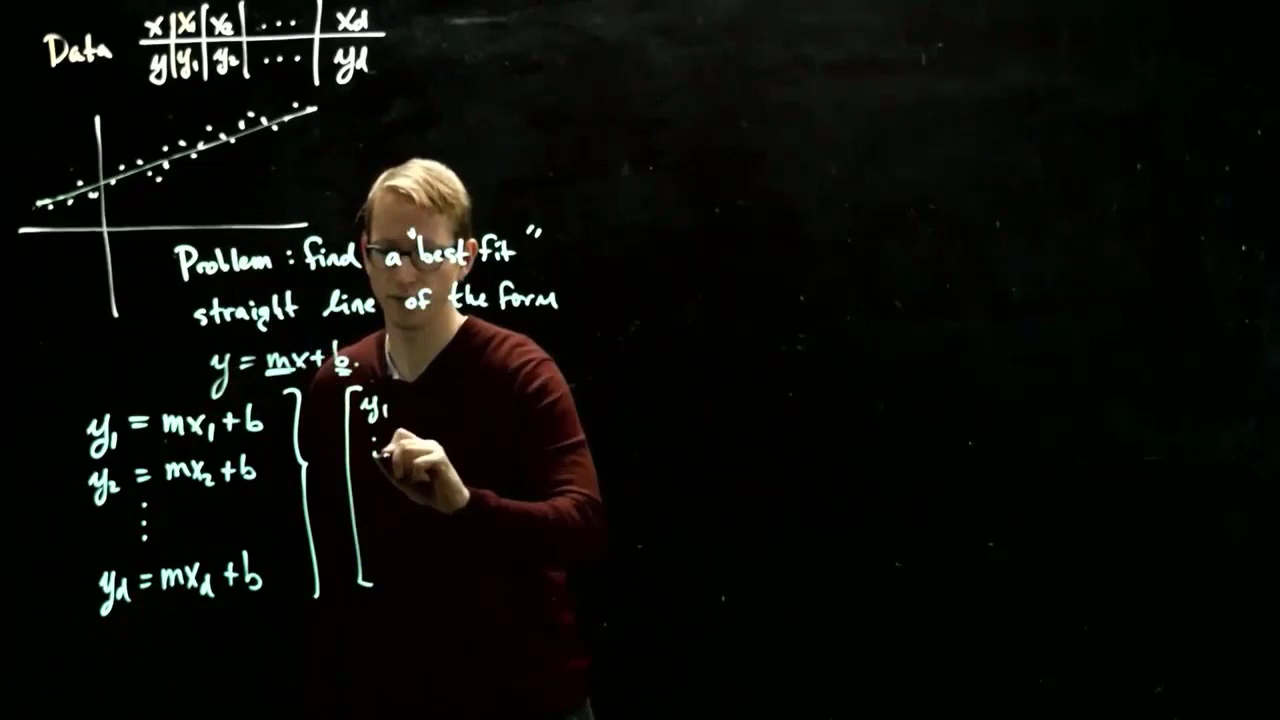 Data x x₁ x₂ ... x_d
y y₁ y₂ ... y_d
Problem : find a "best fit"
straight line of the form
y = mx + b.
y₁ = mx₁ + b
y₂ = mx₂ + b
⋮
y_d = mx_d + b
[ y₁
⋮